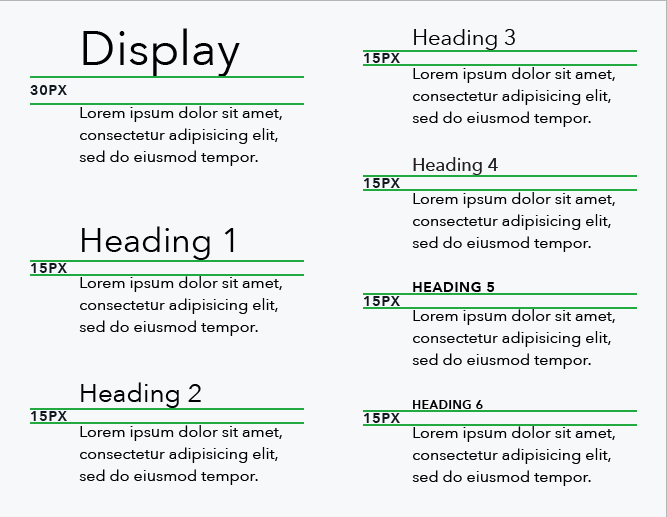 Display
30PX
Lorem ipsum dolor sit amet,
consectetur adipisicing elit,
sed do eiusmod tempor.
Heading 1
15PX
Lorem ipsum dolor sit amet,
consectetur adipisicing elit,
sed do eiusmod tempor.
Heading 2
15PX
Lorem ipsum dolor sit amet,
consectetur adipisicing elit,
sed do eiusmod tempor.
Heading 3
15PX
Lorem ipsum dolor sit amet,
consectetur adipisicing elit,
sed do eiusmod tempor.
Heading 4
15PX
Lorem ipsum dolor sit amet,
consectetur adipisicing elit,
sed do eiusmod tempor.
HEADING 5
15PX
Lorem ipsum dolor sit amet,
consectetur adipisicing elit,
sed do eiusmod tempor.
HEADING 6
15PX
Lorem ipsum dolor sit amet,
consectetur adipisicing elit,
sed do eiusmod tempor.